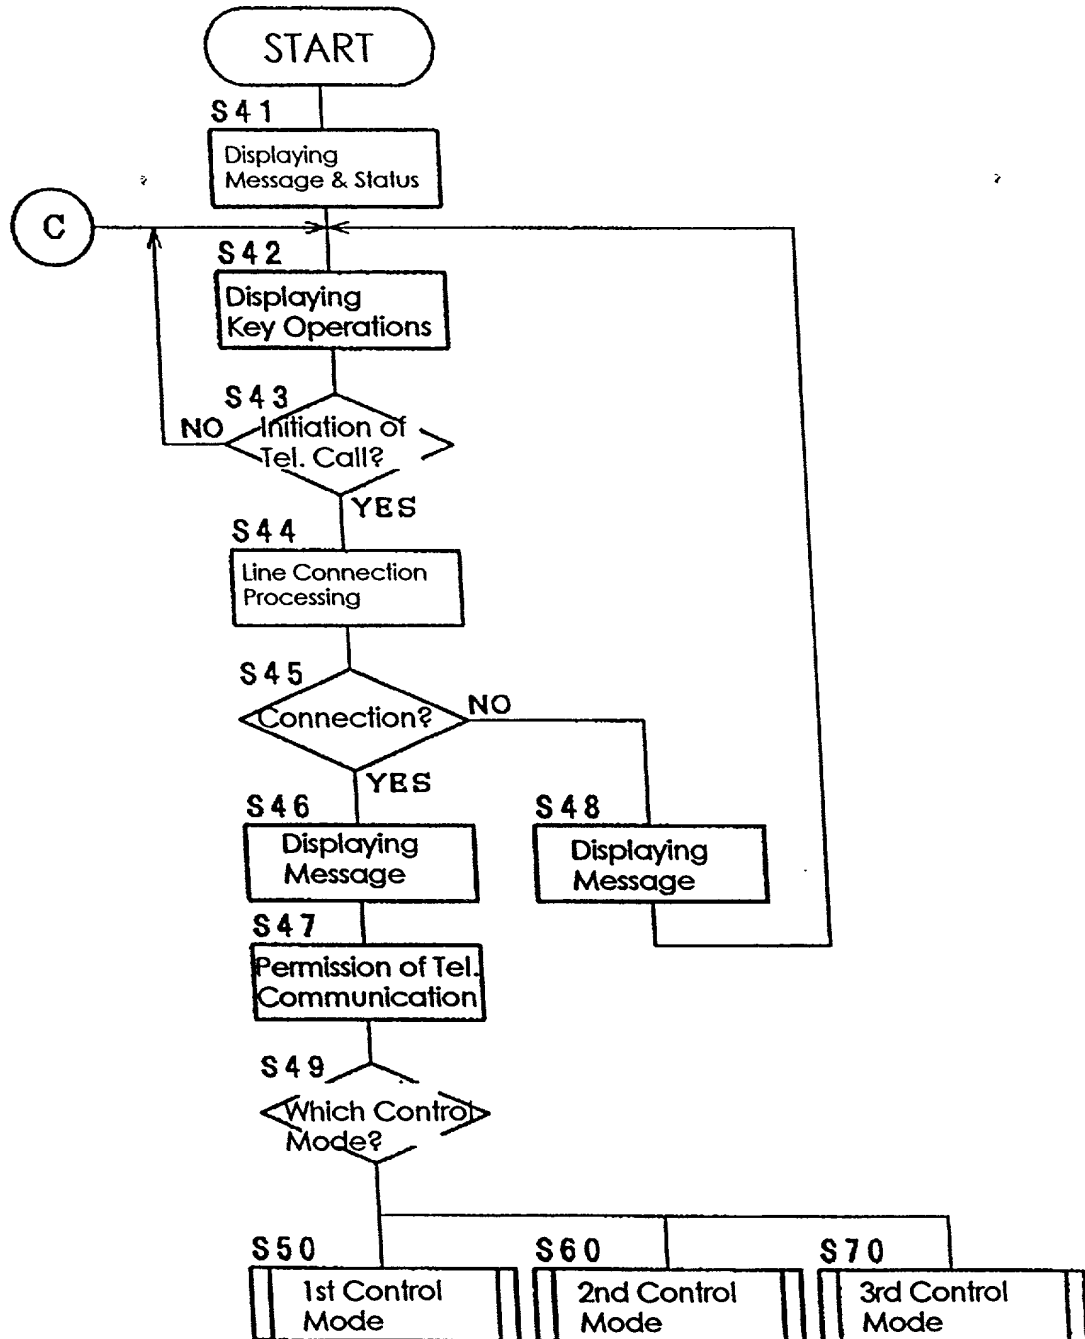 START
S41
Displaying
Message & Status
C
S42
Displaying
Key Operations
S43
NO
Initiation of
Tel. Call?
YES
S44
Line Connection
Processing
S45
Connection?
NO
YES
S46
Displaying
Message
S48
Displaying
Message
S47
Permission of Tel.
Communication
S49
Which Control
Mode?
S50
1st Control
Mode
S60
2nd Control
Mode
S70
3rd Control
Mode